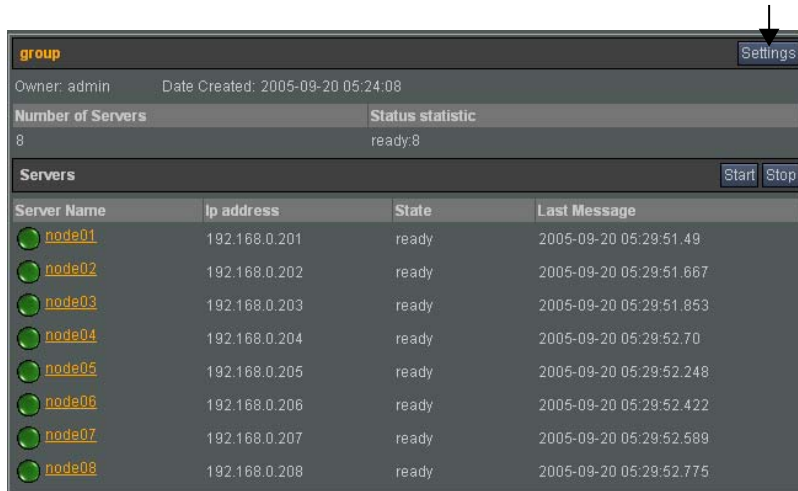 group Settings
Owner: admin Date Created: 2005-09-20 05:24:08
Number of Servers Status statistic
8 ready:8
Servers Start Stop
Server Name Ip address State Last Message
node01 192.168.0.201 ready 2005-09-20 05:29:51.49
node02 192.168.0.202 ready 2005-09-20 05:29:51.667
node03 192.168.0.203 ready 2005-09-20 05:29:51.853
node04 192.168.0.204 ready 2005-09-20 05:29:52.70
node05 192.168.0.205 ready 2005-09-20 05:29:52.248
node06 192.168.0.206 ready 2005-09-20 05:29:52.422
node07 192.168.0.207 ready 2005-09-20 05:29:52.589
node08 192.168.0.208 ready 2005-09-20 05:29:52.775